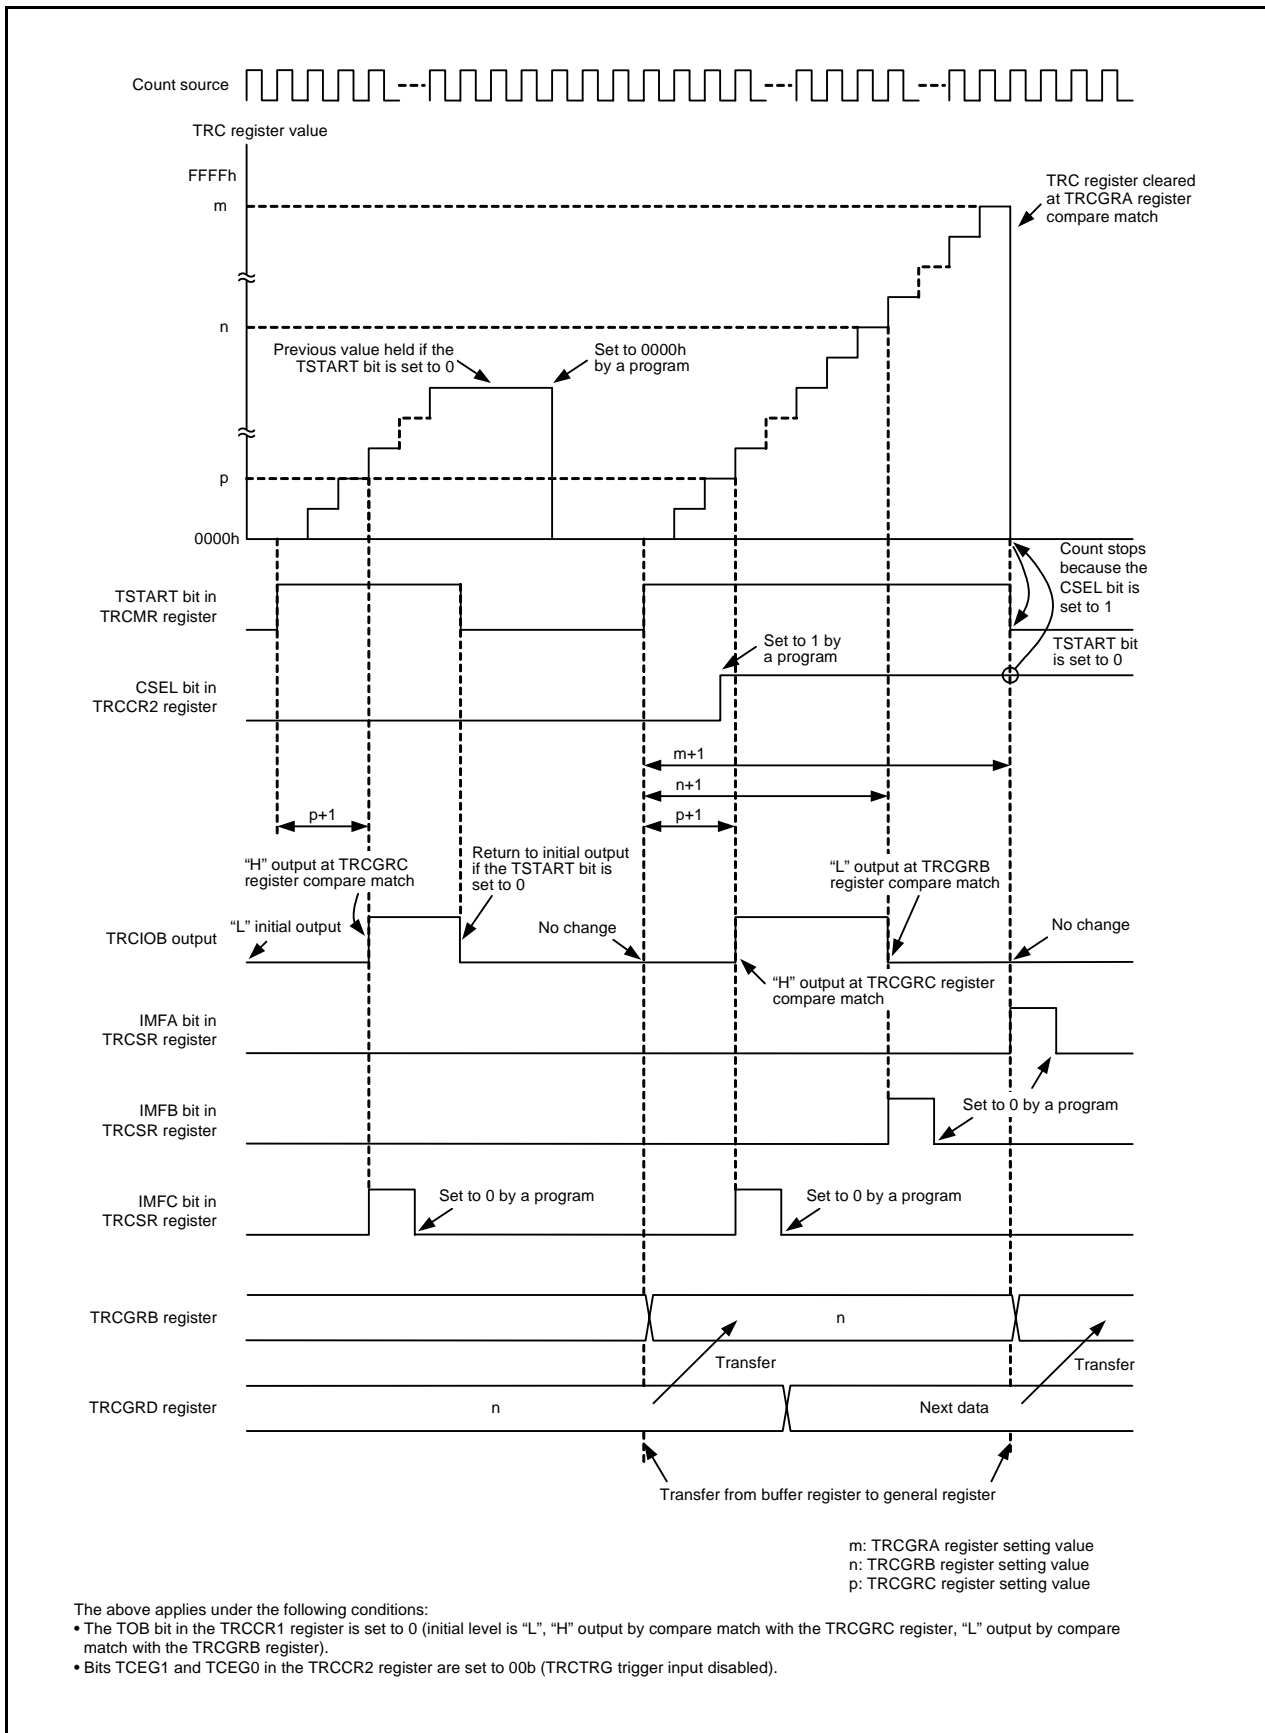 Count source
TRC register value
FFFFh
m
TRC register cleared
at TRCGRA register
compare match
n
Previous value held if the
TSTART bit is set to 0
Set to 0000h
by a program
p
0000h
Count stops
because the
CSEL bit is
set to 1
TSTART bit in
TRCMR register
Set to 1 by
a program
TSTART bit
is set to 0
CSEL bit in
TRCCR2 register
m+1
n+1
p+1
p+1
“H” output at TRCGRC
register compare match
Return to initial output
if the TSTART bit is
set to 0
“L” output at TRCGRB
register compare match
“L” initial output
No change
No change
TRCIOB output
“H” output at TRCGRC register
compare match
IMFA bit in
TRCSR register
IMFB bit in
TRCSR register
Set to 0 by a program
IMFC bit in
TRCSR register
Set to 0 by a program
Set to 0 by a program
TRCGRB register
n
Transfer
Transfer
TRCGRD register
n
Next data
Transfer from buffer register to general register
m: TRCGRA register setting value
n: TRCGRB register setting value
p: TRCGRC register setting value
The above applies under the following conditions:
• The TOB bit in the TRCCR1 register is set to 0 (initial level is “L”, “H” output by compare match with the TRCGRC register, “L” output by compare
match with the TRCGRB register).
• Bits TCEG1 and TCEG0 in the TRCCR2 register are set to 00b (TRCTRG trigger input disabled).